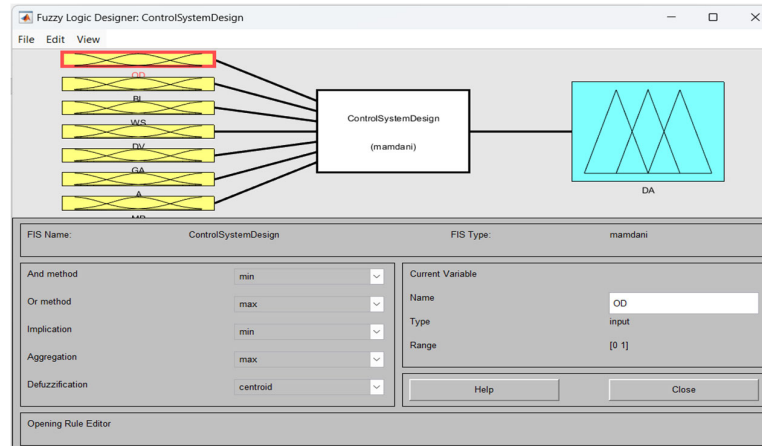 Fuzzy Logic Designer: ControlSystemDesign
File Edit View
OD
BI
WS
DV
GA
A
MD
ControlSystemDesign
(mamdani)
DA
FIS Name: ControlSystemDesign FIS Type: mamdani
And method min
Or method max
Implication min
Aggregation max
Defuzzification centroid
Current Variable
Name OD
Type input
Range [0 1]
Help Close
Opening Rule Editor